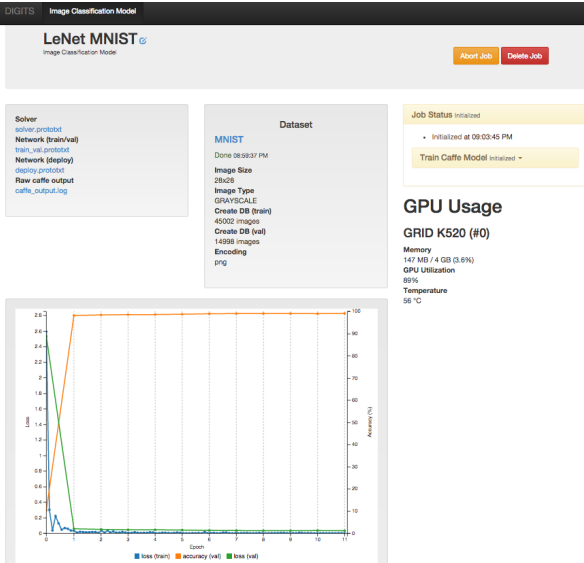 DIGITS Image Classification Model
LeNet MNIST
Image Classification Model
Abort Job Delete Job
Solver
solver.prototxt
Network (train/val)
train_val.prototxt
Network (deploy)
deploy.prototxt
Raw caffe output
caffe_output.log
Dataset
MNIST
Done 08:59:37 PM
Image Size
28x28
Image Type
GRAYSCALE
Create DB (train)
45002 images
Create DB (val)
14998 images
Encoding
png
Job Status Initialized
Initialized at 09:03:45 PM
Train Caffe Model Initialized
GPU Usage
GRID K520 (#0)
Memory
147 MB / 4 GB (3.6%)
GPU Utilization
89%
Temperature
56 °C
2.8
2.6
2.4
2.2
2
1.8
1.6
1.4
1.2
1
0.8
0.6
0.4
0.2
0
Loss
100
90
80
70
60
50
40
30
20
10
0
Accuracy (%)
0 1 2 3 4 5 6 7 8 9 10 11
Epoch
loss (train) accuracy (val) loss (val)